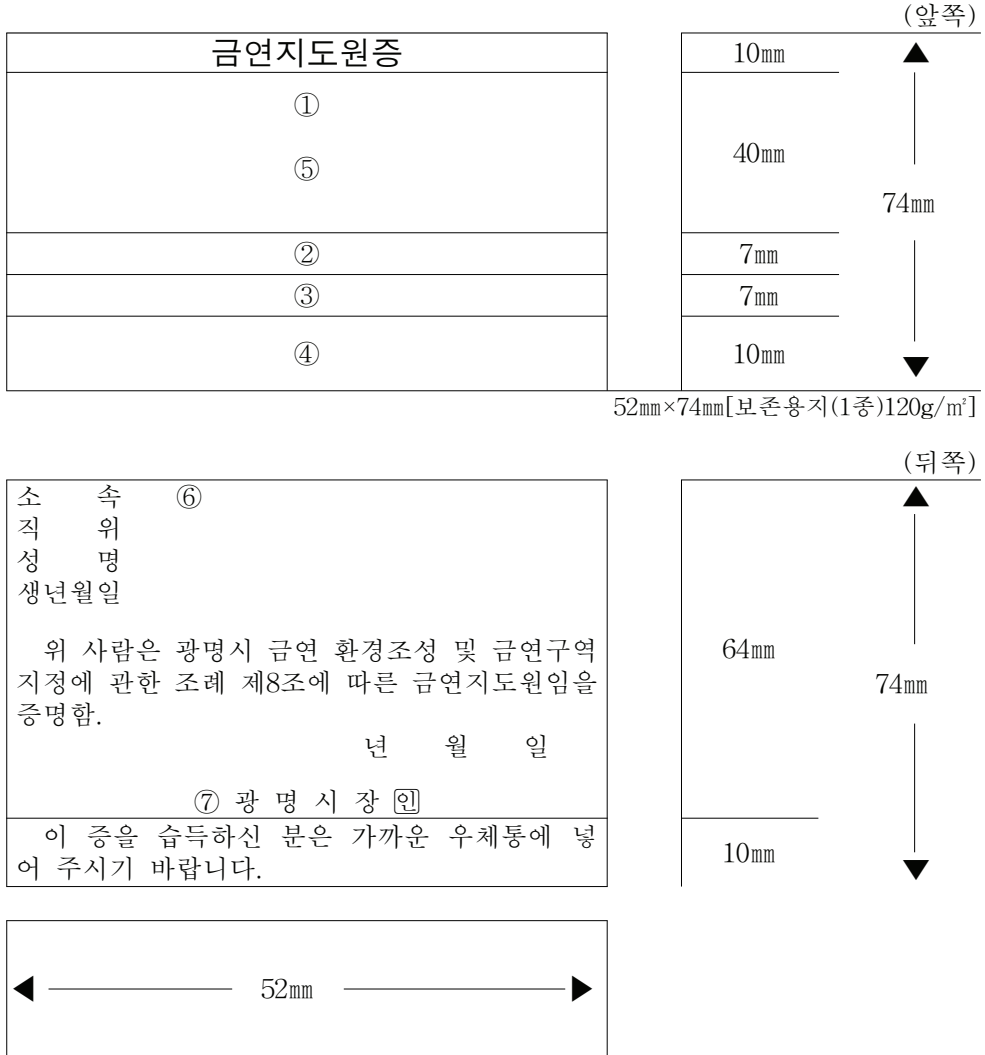 (앞쪽)
금연지도원증
10㎜
①
⑤
40㎜
74㎜
②
7㎜
③
7㎜
④
10㎜
52㎜×74㎜[보존용지(1종)120g/㎡]
(뒤쪽)
소 속 ⑥
직 위
성 명
생년월일
위 사람은 광명시 금연 환경조성 및 금연구역
지정에 관한 조례 제8조에 따른 금연지도원임을
증명함.
64㎜
74㎜
년 월 일
⑦ 광 명 시 장 인
이 증을 습득하신 분은 가까운 우체통에 넣
어 주시기 바랍니다.
10㎜
52㎜